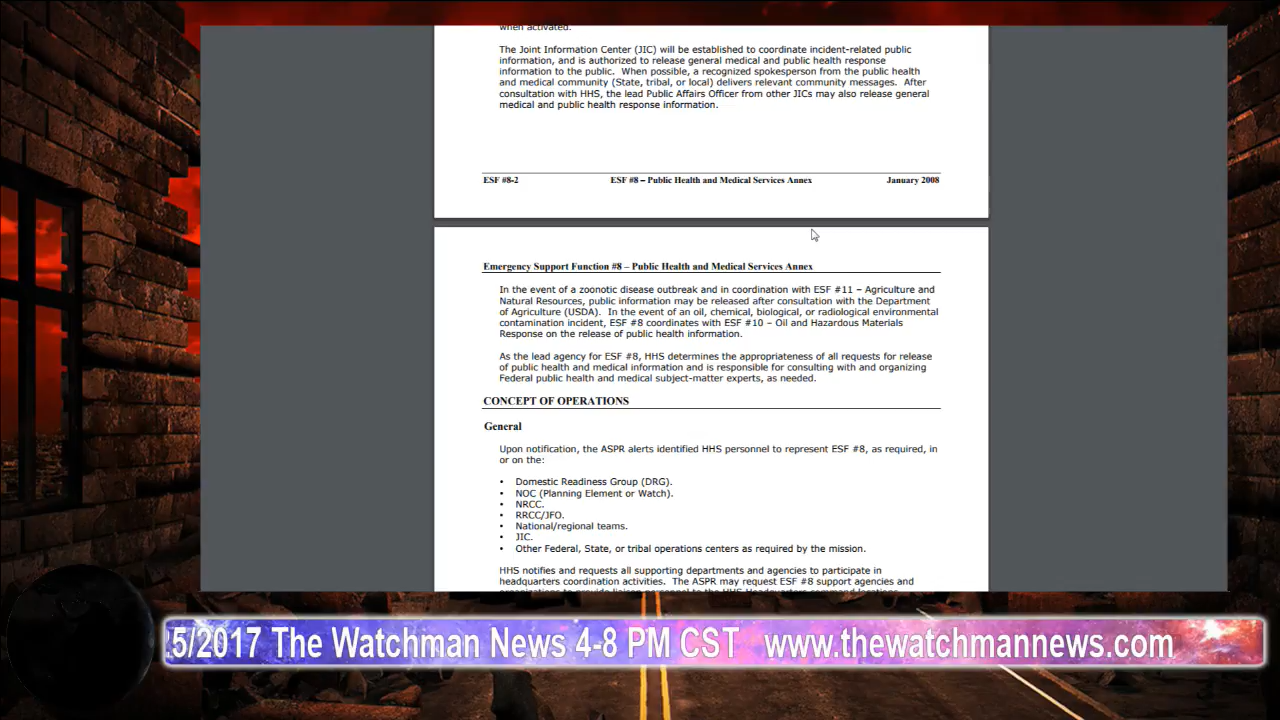 when activated.
The Joint Information Center (JIC) will be established to coordinate incident-related public
information, and is authorized to release general medical and public health response
information to the public. When possible, a recognized spokesperson from the public health
and medical community (State, tribal, or local) delivers relevant community messages. After
consultation with HHS, the lead Public Affairs Officer from other JICs may also release general
medical and public health response information.
ESF #8-2 ESF #8 – Public Health and Medical Services Annex January 2008
Emergency Support Function #8 – Public Health and Medical Services Annex
In the event of a zoonotic disease outbreak and in coordination with ESF #11 – Agriculture and
Natural Resources, public information may be released after consultation with the Department
of Agriculture (USDA). In the event of an oil, chemical, biological, or radiological environmental
contamination incident, ESF #8 coordinates with ESF #10 – Oil and Hazardous Materials
Response on the release of public health information.
As the lead agency for ESF #8, HHS determines the appropriateness of all requests for release
of public health and medical information and is responsible for consulting with and organizing
Federal public health and medical subject-matter experts, as needed.
CONCEPT OF OPERATIONS
General
Upon notification, the ASPR alerts identified HHS personnel to represent ESF #8, as required, in
or on the:
• Domestic Readiness Group (DRG).
• NOC (Planning Element or Watch).
• NRCC.
• RRCC/JFO.
• National/regional teams.
• JIC.
• Other Federal, State, or tribal operations centers as required by the mission.
HHS notifies and requests all supporting departments and agencies to participate in
headquarters coordination activities. The ASPR may request ESF #8 support agencies and
organizations to provide liaison personnel to the HHS Headquarters command locations
5/2017 The Watchman News 4-8 PM CST www.thewatchmannews.com